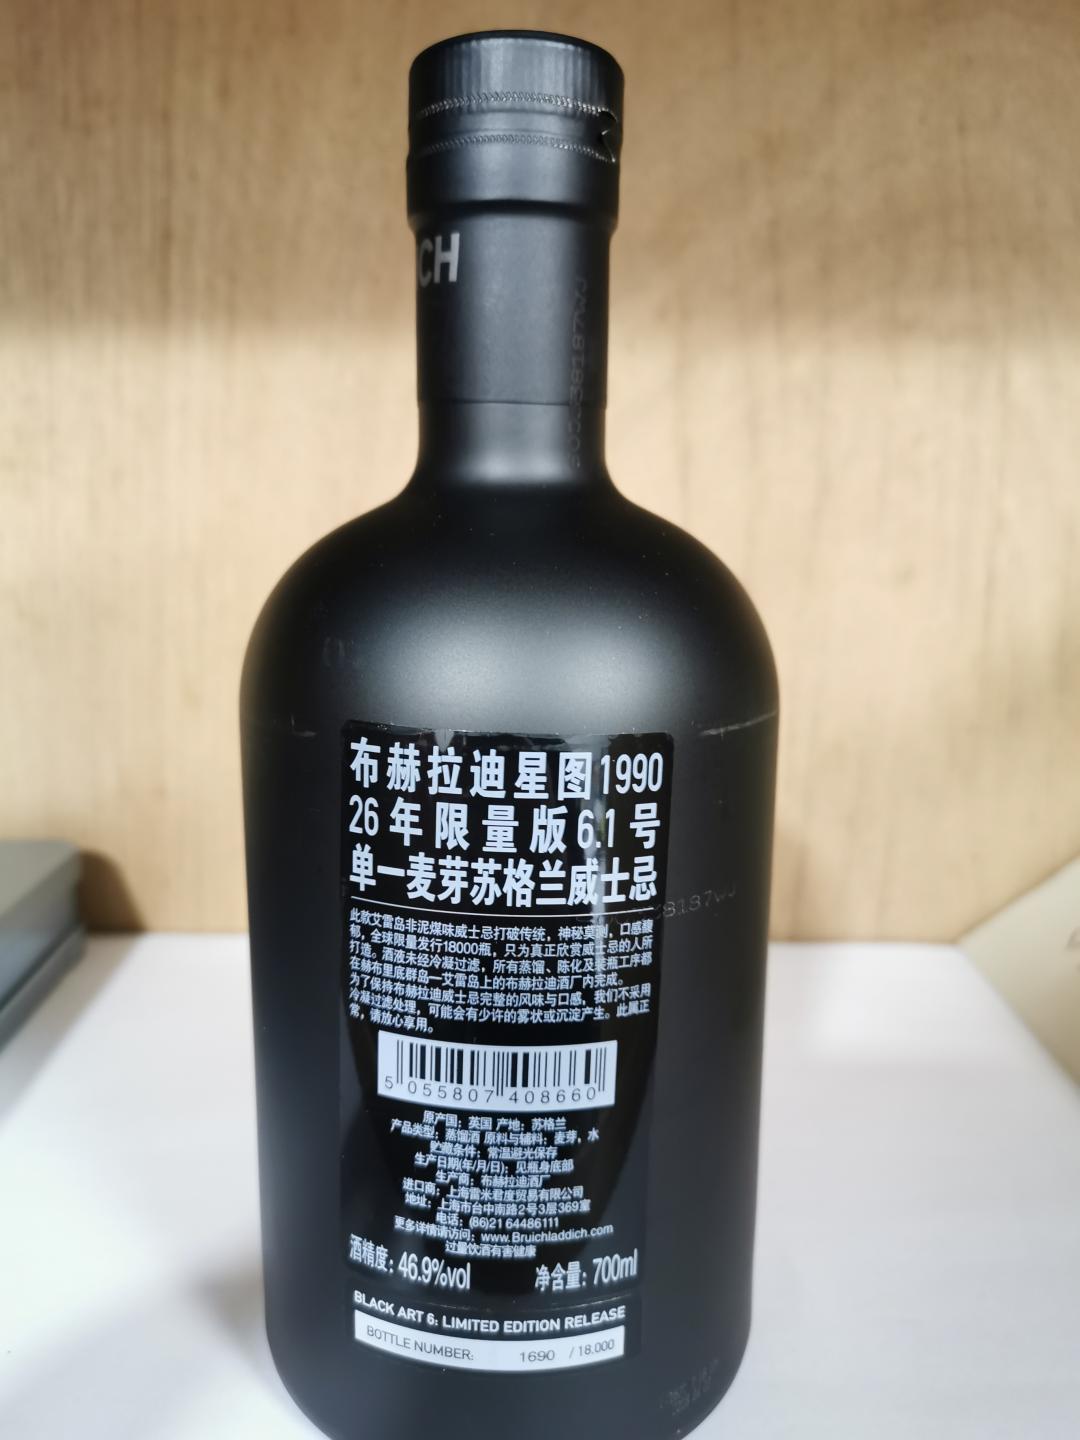 CH
布赫拉迪星图1990
26年限量版6.1号
单一麦芽苏格兰威士忌
8187WJ
此款艾雷岛非泥煤味威士忌打破传统，神秘莫测，口感馥
郁，全球限量发行18000瓶，只为真正欣赏威士忌的人所
打造。酒液未经冷凝过滤，所有蒸馏、陈化及装瓶工序都
在赫布里底群岛—艾雷岛上的布赫拉迪酒厂内完成。
为了保持布赫拉迪威士忌完整的风味与口感，我们不采用
冷凝过滤处理，可能会有少许的雾状或沉淀产生。此属正
常，请放心享用。
5 055807 408660
原产国：英国 产地：苏格兰
产品类型：蒸馏酒 原料与辅料：麦芽，水
贮藏条件：常温避光保存
生产日期(年/月/日)：见瓶身底部
生产商：布赫拉迪酒厂
进口商：上海雷米君度贸易有限公司
地址：上海市台中南路2号3层369室
电话：(86)21 64486111
更多详情请访问：www.Bruichladdich.com
过量饮酒有害健康
酒精度：46.9%vol 净含量：700ml
BLACK ART 6: LIMITED EDITION RELEASE
BOTTLE NUMBER: 1690 / 18.000